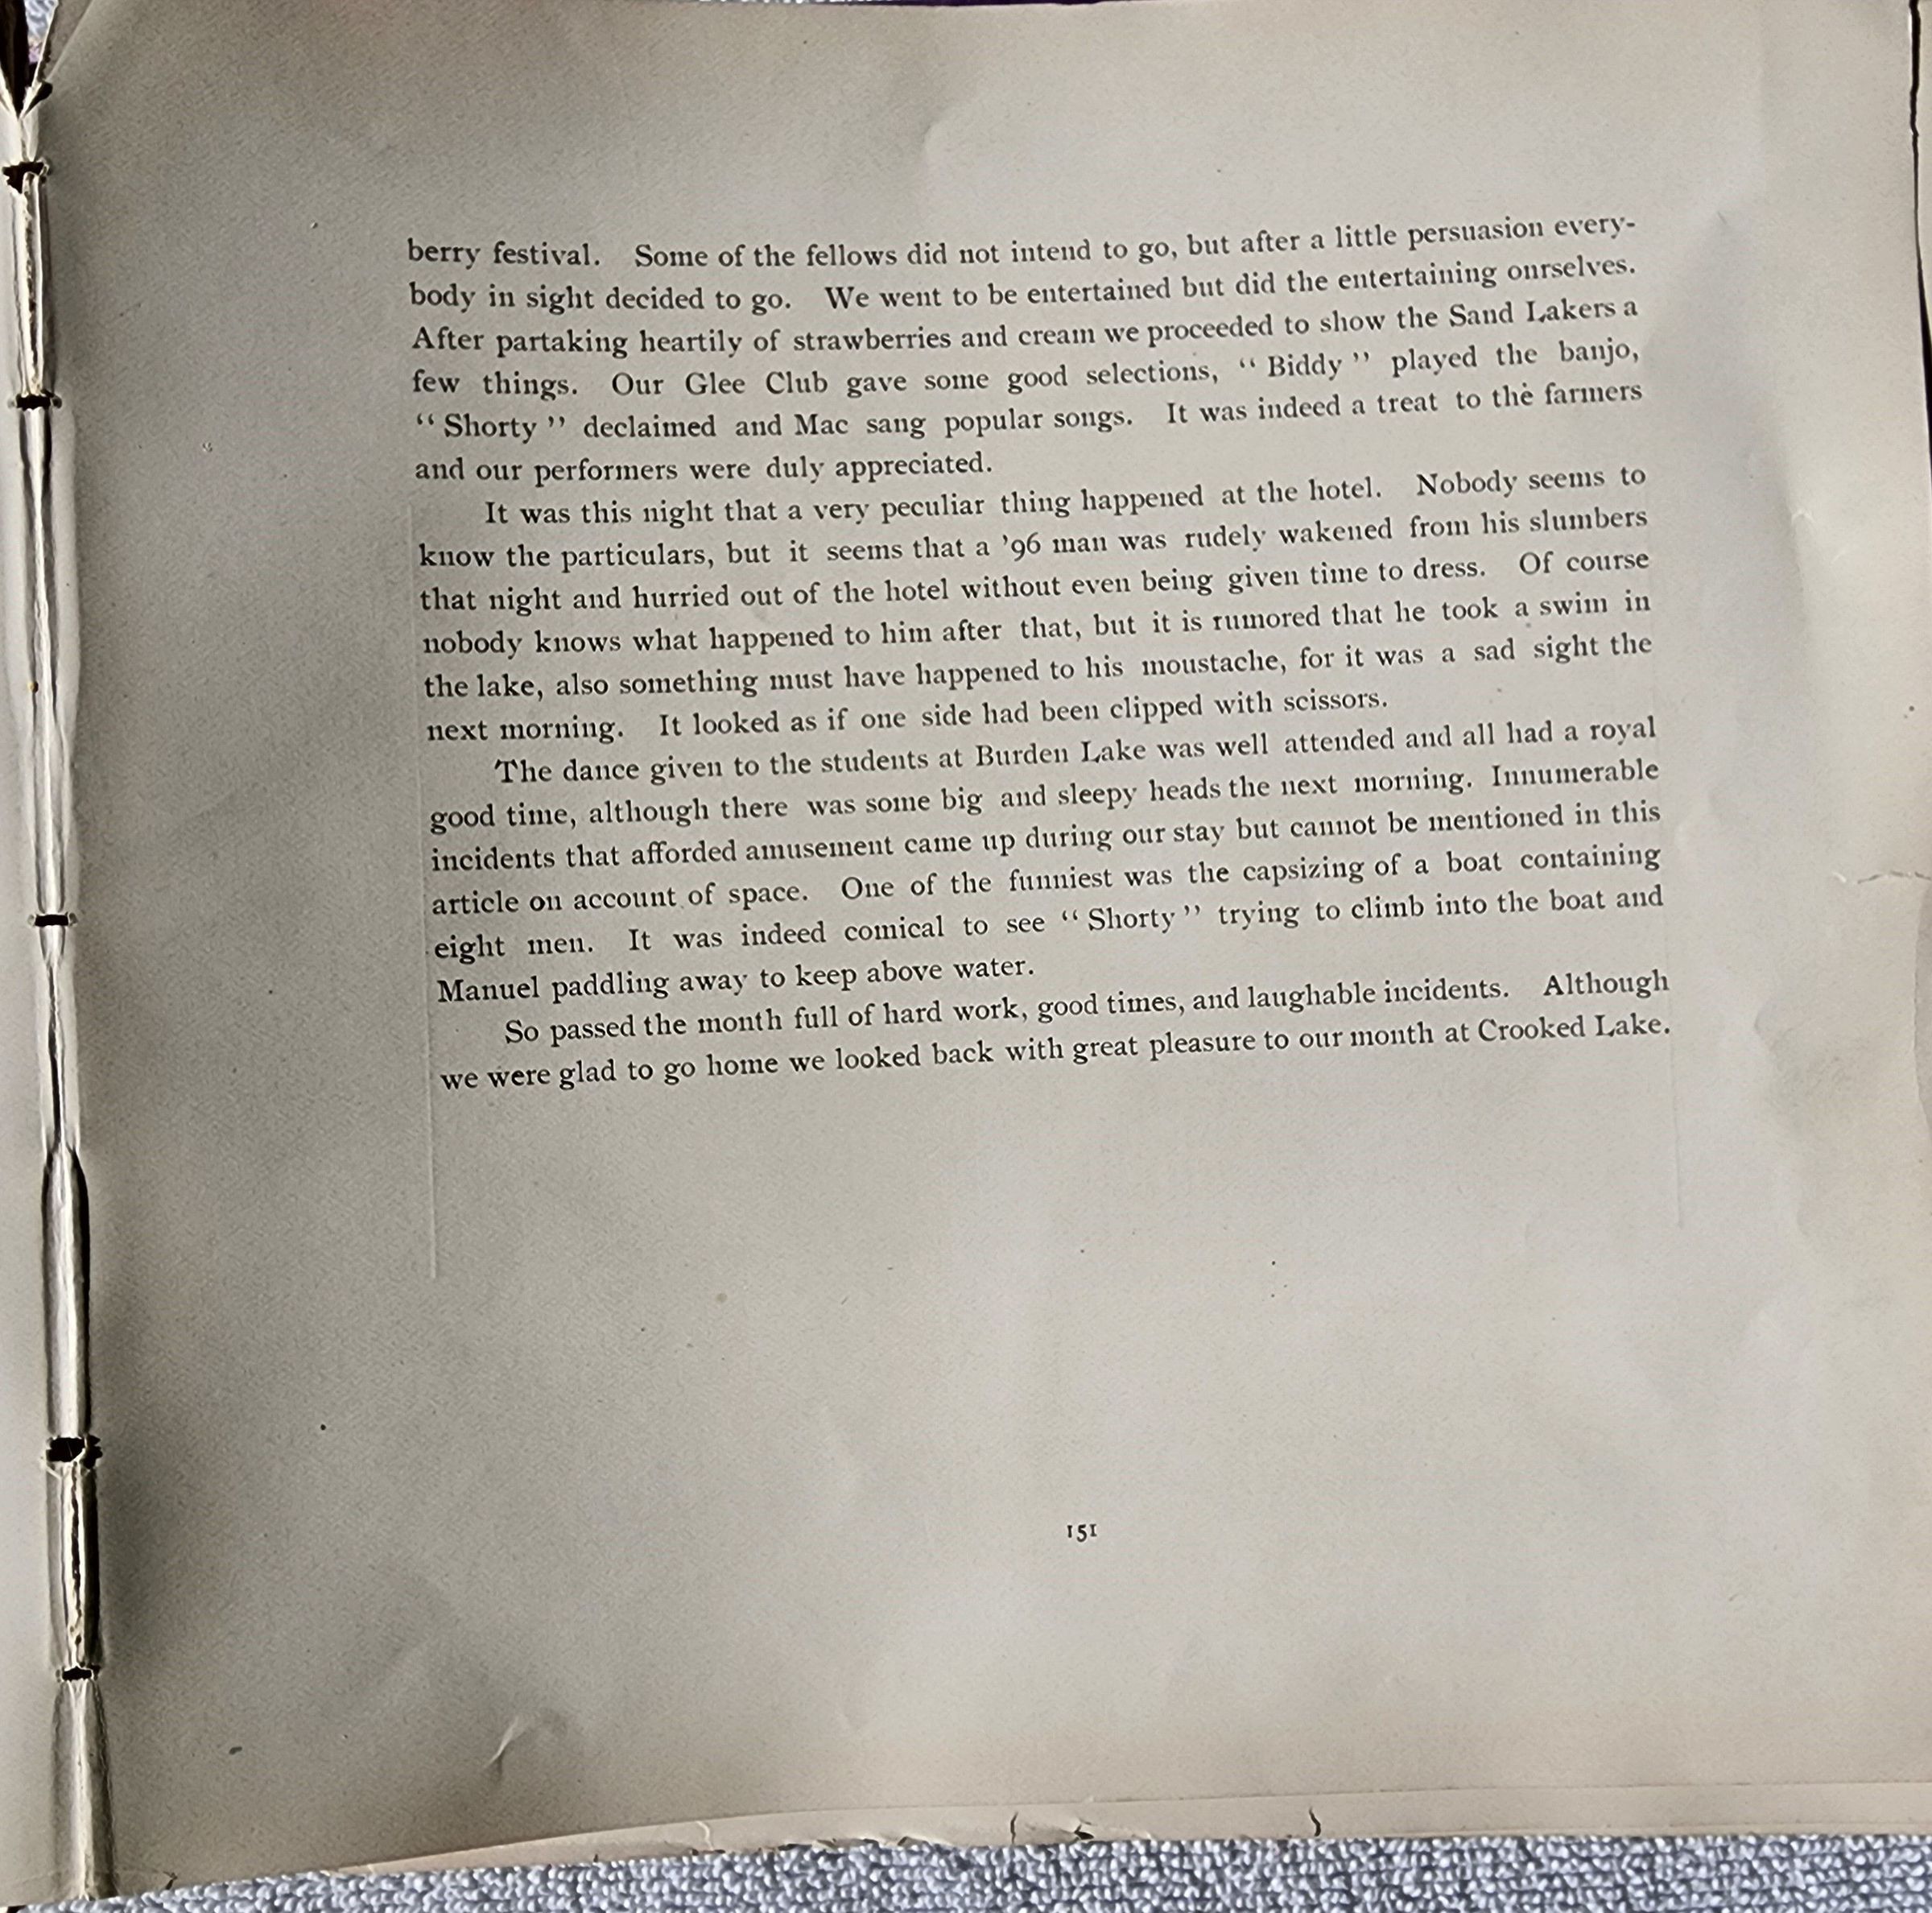 berry festival. Some of the fellows did not intend to go, but after a little persuasion every-
body in sight decided to go. We went to be entertained but did the entertaining onrselves.
After partaking heartily of strawberries and cream we proceeded to show the Sand Lakers a
few things. Our Glee Club gave some good selections, “ Biddy ” played the banjo,
“ Shorty ” declaimed and Mac sang popular songs. It was indeed a treat to the farmers
and our performers were duly appreciated.
It was this night that a very peculiar thing happened at the hotel. Nobody seems to
know the particulars, but it seems that a ’96 man was rudely wakened from his slumbers
that night and hurried out of the hotel without even being given time to dress. Of course
nobody knows what happened to him after that, but it is rumored that he took a swim in
the lake, also something must have happened to his moustache, for it was a sad sight the
next morning. It looked as if one side had been clipped with scissors.
The dance given to the students at Burden Lake was well attended and all had a royal
good time, although there was some big and sleepy heads the next morning. Innumerable
incidents that afforded amusement came up during our stay but cannot be mentioned in this
article on account of space. One of the funniest was the capsizing of a boat containing
eight men. It was indeed comical to see “ Shorty ” trying to climb into the boat and
Manuel paddling away to keep above water.
So passed the month full of hard work, good times, and laughable incidents. Although
we were glad to go home we looked back with great pleasure to our month at Crooked Lake.
151